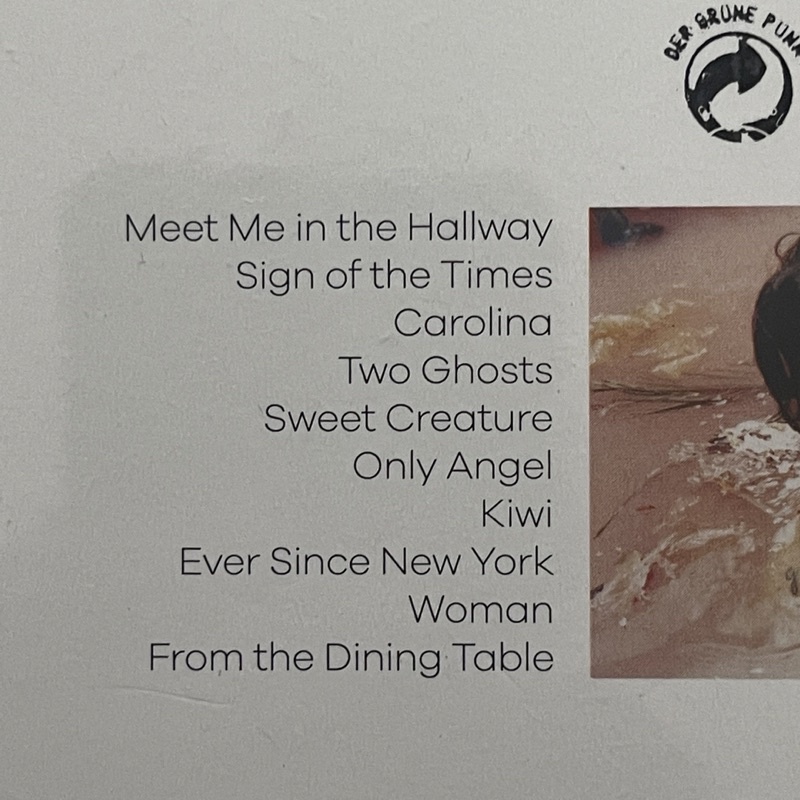 DER GRÜNE PUNKT
Meet Me in the Hallway
Sign of the Times
Carolina
Two Ghosts
Sweet Creature
Only Angel
Kiwi
Ever Since New York
Woman
From the Dining Table